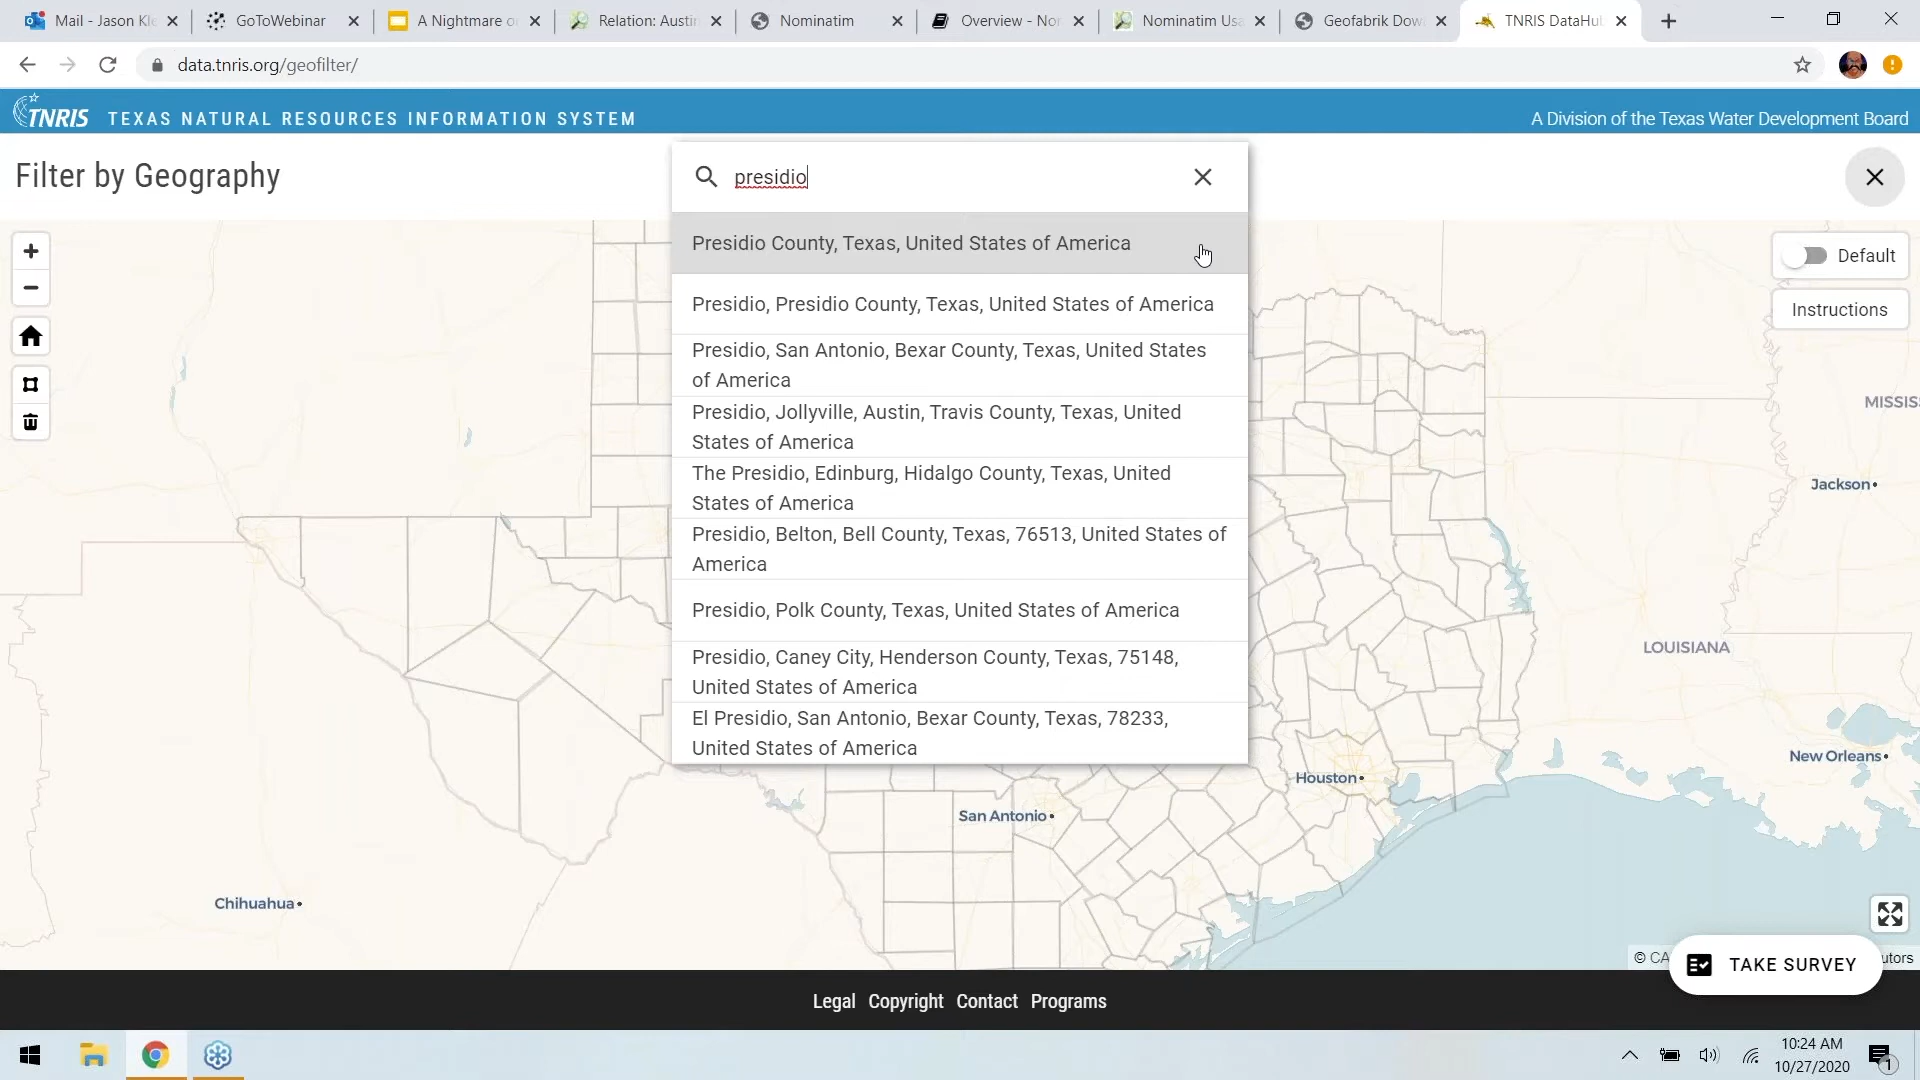 Mail - Jason Kle
GoToWebinar
A Nightmare o
Relation: Austin
Nominatim
Overview - Nor
Nominatim Usa
Geofabrik Dow
TNRIS DataHu
data.tnris.org/geofilter/
TNRIS TEXAS NATURAL RESOURCES INFORMATION SYSTEM
A Division of the Texas Water Development Board
Filter by Geography
presidio
Presidio County, Texas, United States of America
Presidio, Presidio County, Texas, United States of America
Presidio, San Antonio, Bexar County, Texas, United States
of America
Presidio, Jollyville, Austin, Travis County, Texas, United
States of America
The Presidio, Edinburg, Hidalgo County, Texas, United
States of America
Presidio, Belton, Bell County, Texas, 76513, United States of
America
Presidio, Polk County, Texas, United States of America
Presidio, Caney City, Henderson County, Texas, 75148,
United States of America
El Presidio, San Antonio, Bexar County, Texas, 78233,
United States of America
Default
Instructions
MISSIS
Jackson
LOUISIANA
New Orleans
Houston
San Antonio
Chihuahua
© CA
utors
TAKE SURVEY
Legal Copyright Contact Programs
10:24 AM
10/27/2020
1